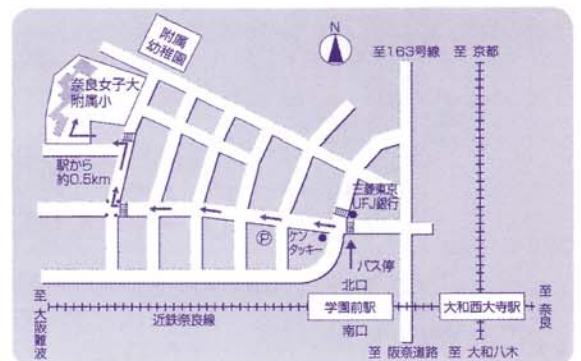 附属
幼稚園
N
至163号線
至 京都
奈良女子大
附属小
駅から
約0.5km
三菱東京
UFJ銀行
P
ケン
タッキー
バス停
北口
学園前駅
大和西大寺駅
至 奈良
至 大阪難波
近鉄奈良線
南口
至 阪奈道路
至 大和八木